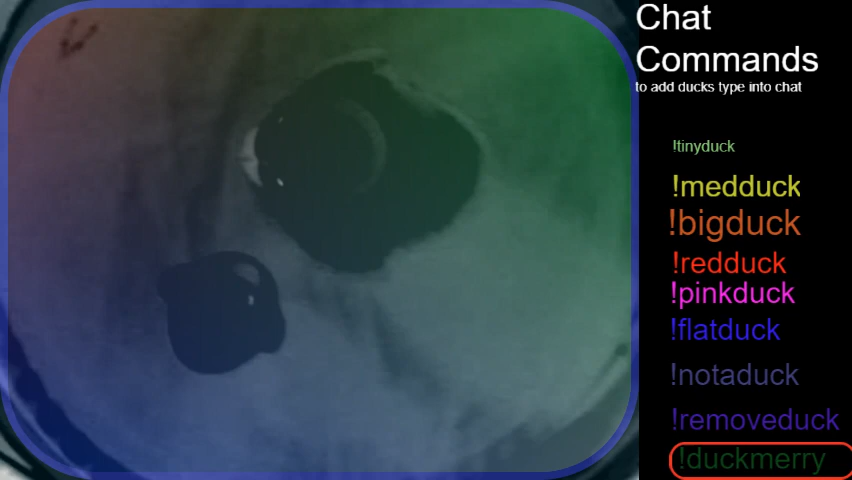 Chat
Commands
to add ducks type into chat
!tinyduck
!medduck
!bigduck
!redduck
!pinkduck
!flatduck
!notaduck
!removeduck
!duckmerry